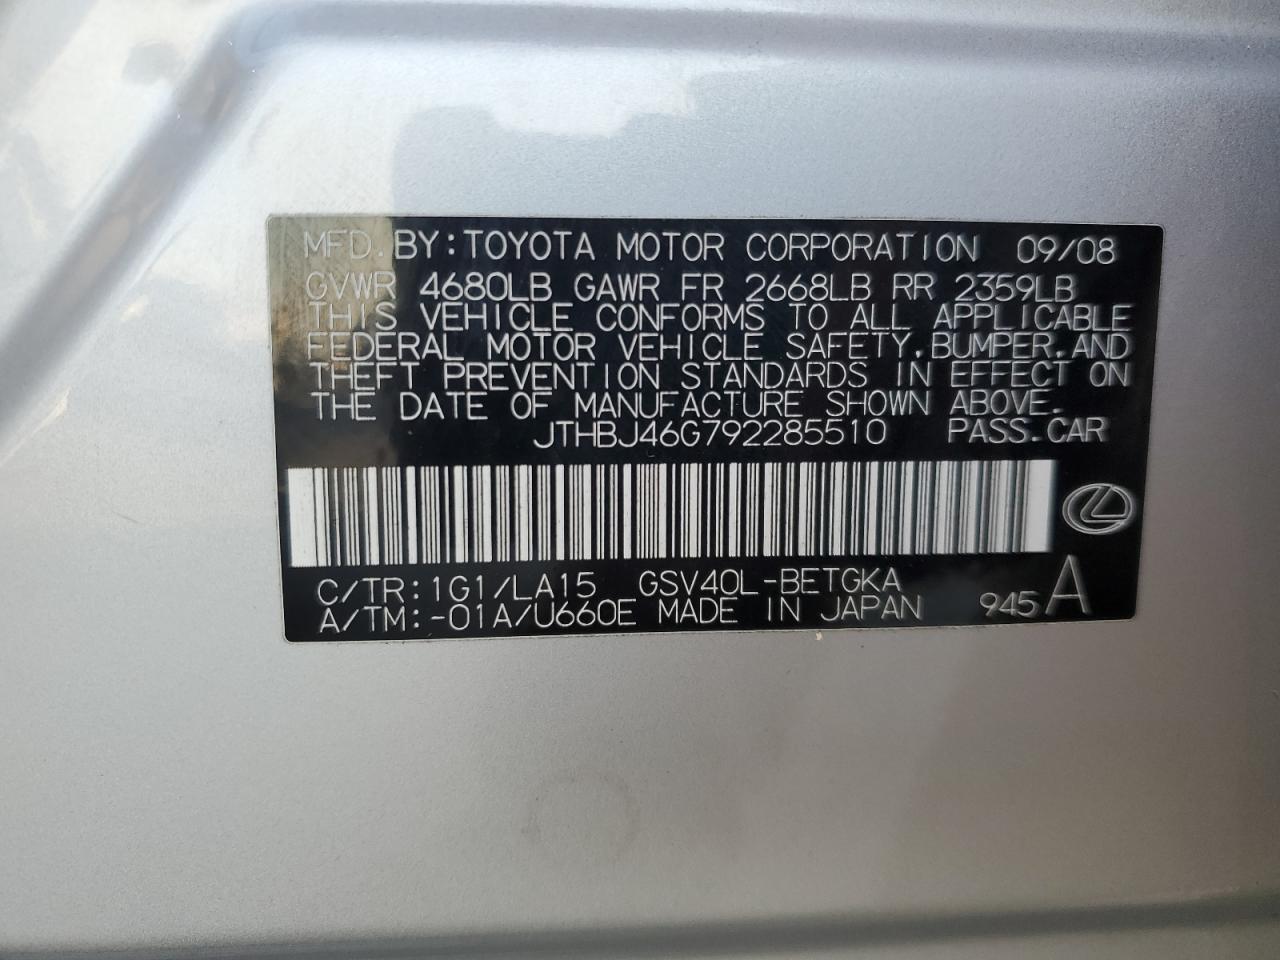 MFD.BY:TOYOTA MOTOR CORPORATION 09/08
GVWR 4680LB GAWR FR 2668LB RR 2359LB
THIS VEHICLE CONFORMS TO ALL APPLICABLE
FEDERAL MOTOR VEHICLE SAFETY,BUMPER,AND
THEFT PREVENTION STANDARDS IN EFFECT ON
THE DATE OF MANUFACTURE SHOWN ABOVE.
JTHBJ46G792285510 PASS.CAR
C/TR:1G1/LA15 GSV40L-BETGKA
A/TM:-01A/U660E MADE IN JAPAN 945 A